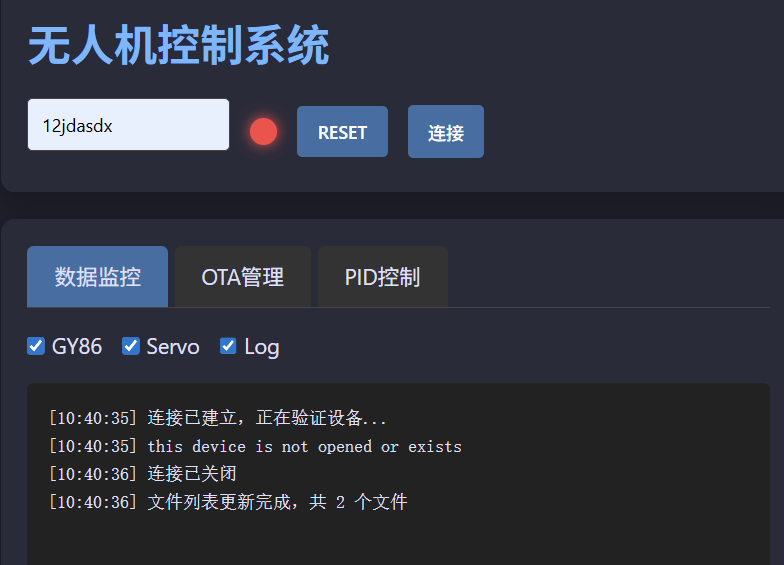 无人机控制系统
12jdasdx RESET 连接
数据监控 OTA管理 PID控制
GY86 Servo Log
[10:40:35] 连接已建立，正在验证设备...
[10:40:35] this device is not opened or exists
[10:40:36] 连接已关闭
[10:40:36] 文件列表更新完成，共 2 个文件